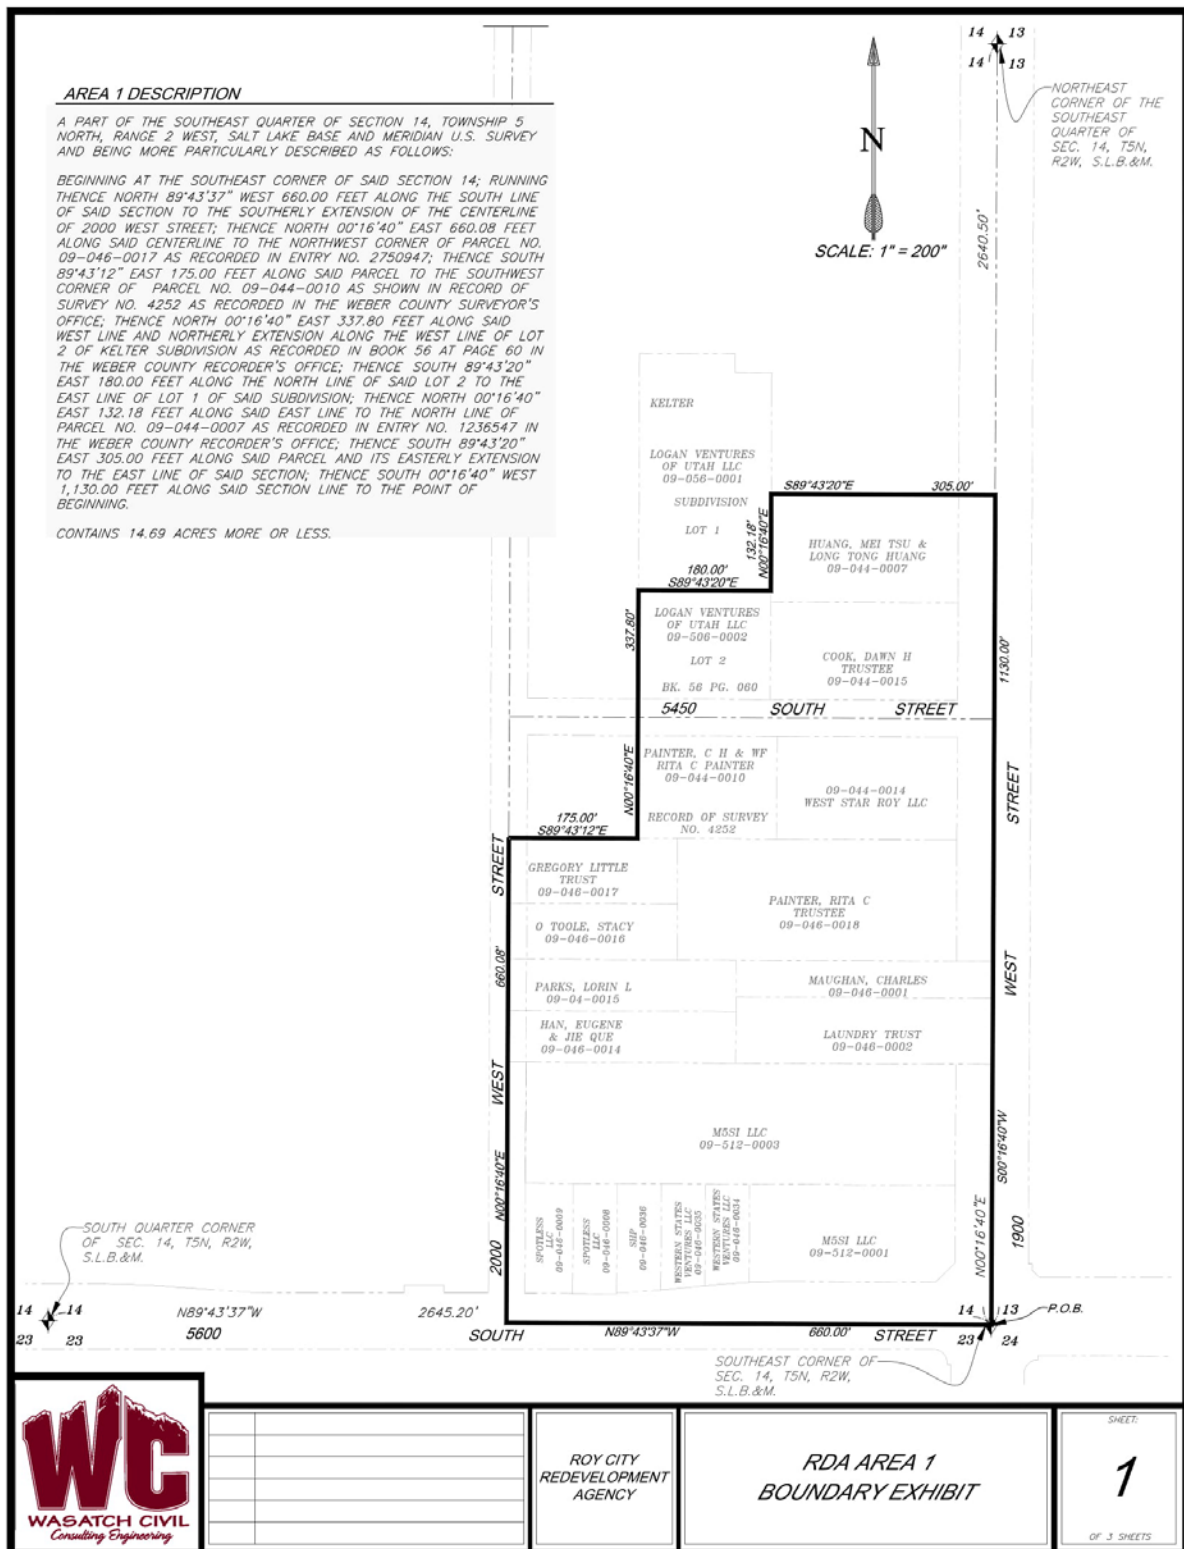 AREA 1 DESCRIPTION
A PART OF THE SOUTHEAST QUARTER OF SECTION 14, TOWNSHIP 5
NORTH, RANGE 2 WEST, SALT LAKE BASE AND MERIDIAN U.S. SURVEY
AND BEING MORE PARTICULARLY DESCRIBED AS FOLLOWS:
BEGINNING AT THE SOUTHEAST CORNER OF SAID SECTION 14; RUNNING
THENCE NORTH 89°43'37" WEST 660.00 FEET ALONG THE SOUTH LINE
OF SAID SECTION TO THE SOUTHERLY EXTENSION OF THE CENTERLINE
OF 2000 WEST STREET; THENCE NORTH 00°16'40" EAST 660.08 FEET
ALONG SAID CENTERLINE TO THE NORTHWEST CORNER OF PARCEL NO.
09-046-0017 AS RECORDED IN ENTRY NO. 2750947; THENCE SOUTH
89°43'12" EAST 175.00 FEET ALONG SAID PARCEL TO THE SOUTHWEST
CORNER OF PARCEL NO. 09-044-0010 AS SHOWN IN RECORD OF
SURVEY NO. 4252 AS RECORDED IN THE WEBER COUNTY SURVEYOR'S
OFFICE; THENCE NORTH 00°16'40" EAST 337.80 FEET ALONG SAID
WEST LINE AND NORTHERLY EXTENSION ALONG THE WEST LINE OF LOT
2 OF KELTER SUBDIVISION AS RECORDED IN BOOK 56 AT PAGE 60 IN
THE WEBER COUNTY RECORDER'S OFFICE; THENCE SOUTH 89°43'20"
EAST 180.00 FEET ALONG THE NORTH LINE OF SAID LOT 2 TO THE
EAST LINE OF LOT 1 OF SAID SUBDIVISION; THENCE NORTH 00°16'40"
EAST 132.18 FEET ALONG SAID EAST LINE TO THE NORTH LINE OF
PARCEL NO. 09-044-0007 AS RECORDED IN ENTRY NO. 1236547 IN
THE WEBER COUNTY RECORDER'S OFFICE; THENCE SOUTH 89°43'20"
EAST 305.00 FEET ALONG SAID PARCEL AND ITS EASTERLY EXTENSION
TO THE EAST LINE OF SAID SECTION; THENCE SOUTH 00°16'40" WEST
1,130.00 FEET ALONG SAID SECTION LINE TO THE POINT OF
BEGINNING.
CONTAINS 14.69 ACRES MORE OR LESS.
N
SCALE: 1" = 200"
14 13
14 13
NORTHEAST
CORNER OF THE
SOUTHEAST
QUARTER OF
SEC. 14, T5N,
R2W, S.L.B.&M.
2640.50'
KELTER
LOGAN VENTURES
OF UTAH LLC
09-056-0001
SUBDIVISION
LOT 1
S89°43'20"E 305.00'
132.18'
N00°16'40"E
HUANG, MEI TSU &
LONG TONG HUANG
09-044-0007
180.00'
S89°43'20"E
337.80'
N00°16'40"E
LOGAN VENTURES
OF UTAH LLC
09-506-0002
LOT 2
BK. 56 PG. 060
COOK, DAWN H
TRUSTEE
09-044-0015
1130.00'
5450 SOUTH STREET
PAINTER, C H & WF
RITA C PAINTER
09-044-0010
RECORD OF SURVEY
NO. 4252
09-044-0014
WEST STAR ROY LLC
175.00'
S89°43'12"E
GREGORY LITTLE
TRUST
09-046-0017
O TOOLE, STACY
09-046-0016
PAINTER, RITA C
TRUSTEE
09-046-0018
PARKS, LORIN L
09-04-0015
HAN, EUGENE
& JIE QUE
09-046-0014
MAUGHAN, CHARLES
09-046-0001
LAUNDRY TRUST
09-046-0002
M5SI LLC
09-512-0003
SPOTLESS
LLC
09-046-0009
SPOTLESS
LLC
09-046-0008
SHP
09-046-0036
WESTERN STATES
VENTURES LLC
09-046-0035
WESTERN STATES
VENTURES LLC
09-046-0034
M5SI LLC
09-512-0001
2000 WEST STREET
N00°16'40"E 660.08'
1900 WEST STREET
S00°16'40"W
N00°16'40"E
SOUTH QUARTER CORNER
OF SEC. 14, T5N, R2W,
S.L.B.&M.
14 14
23 23
N89°43'37"W 2645.20'
5600 SOUTH STREET
N89°43'37"W 660.00'
14 13
23 24
P.O.B.
SOUTHEAST CORNER OF
SEC. 14, T5N, R2W,
S.L.B.&M.
WC
WASATCH CIVIL
Consulting Engineering
ROY CITY
REDEVELOPMENT
AGENCY
RDA AREA 1
BOUNDARY EXHIBIT
SHEET:
1
OF 3 SHEETS